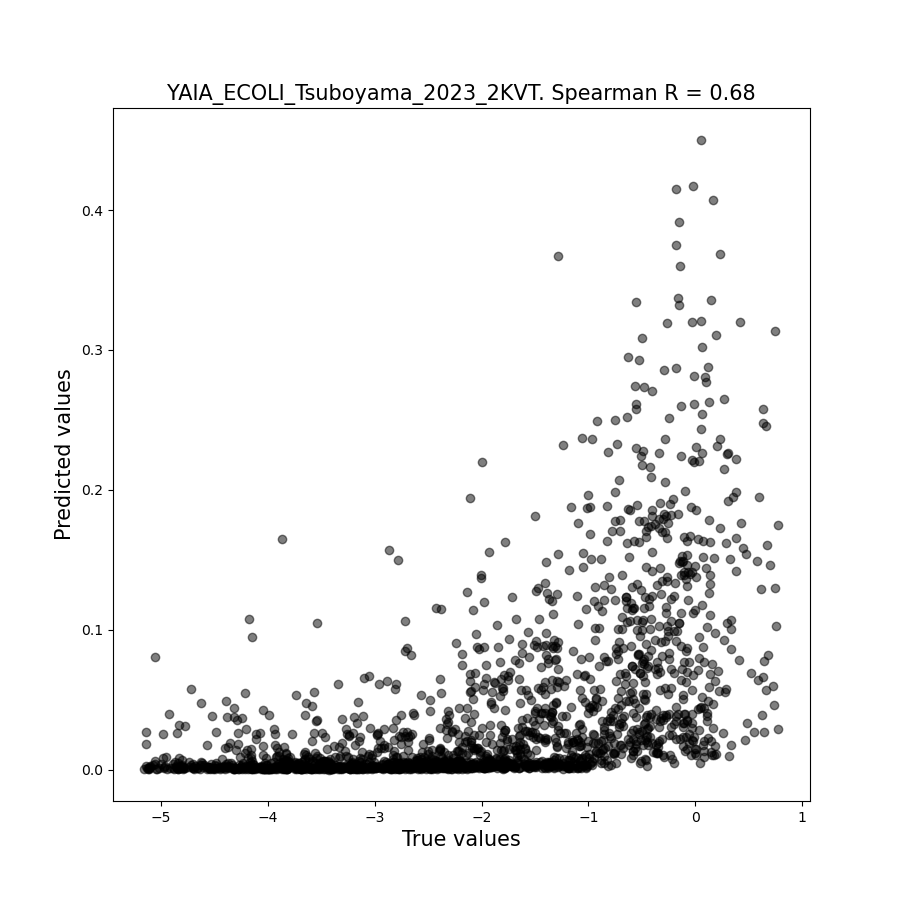 YAIA_ECOLI_Tsuboyama_2023_2KVT. Spearman R = 0.68
Predicted values
0.4
0.3
0.2
0.1
0.0
−5 −4 −3 −2 −1 0 1
True values